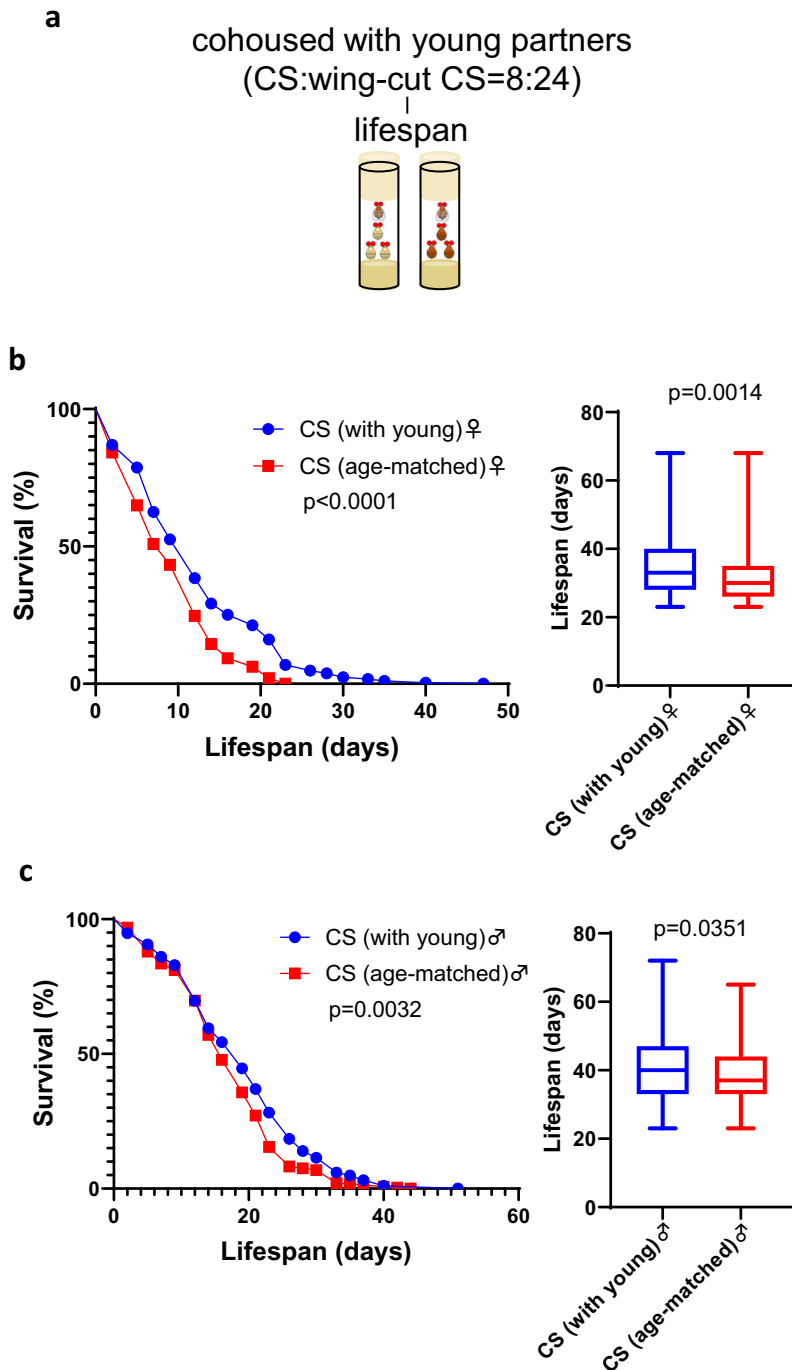 a
cohoused with young partners
(CS:wing-cut CS=8:24)
lifespan
b
100
50
0
Survival (%)
0 10 20 30 40 50
Lifespan (days)
CS (with young)♀
CS (age-matched)♀
p<0.0001
p=0.0014
80
60
40
20
0
Lifespan (days)
CS (with young)♀
CS (age-matched)♀
c
100
50
0
Survival (%)
0 20 40 60
Lifespan (days)
CS (with young)♂
CS (age-matched)♂
p=0.0032
p=0.0351
80
60
40
20
0
Lifespan (days)
CS (with young)♂
CS (age-matched)♂